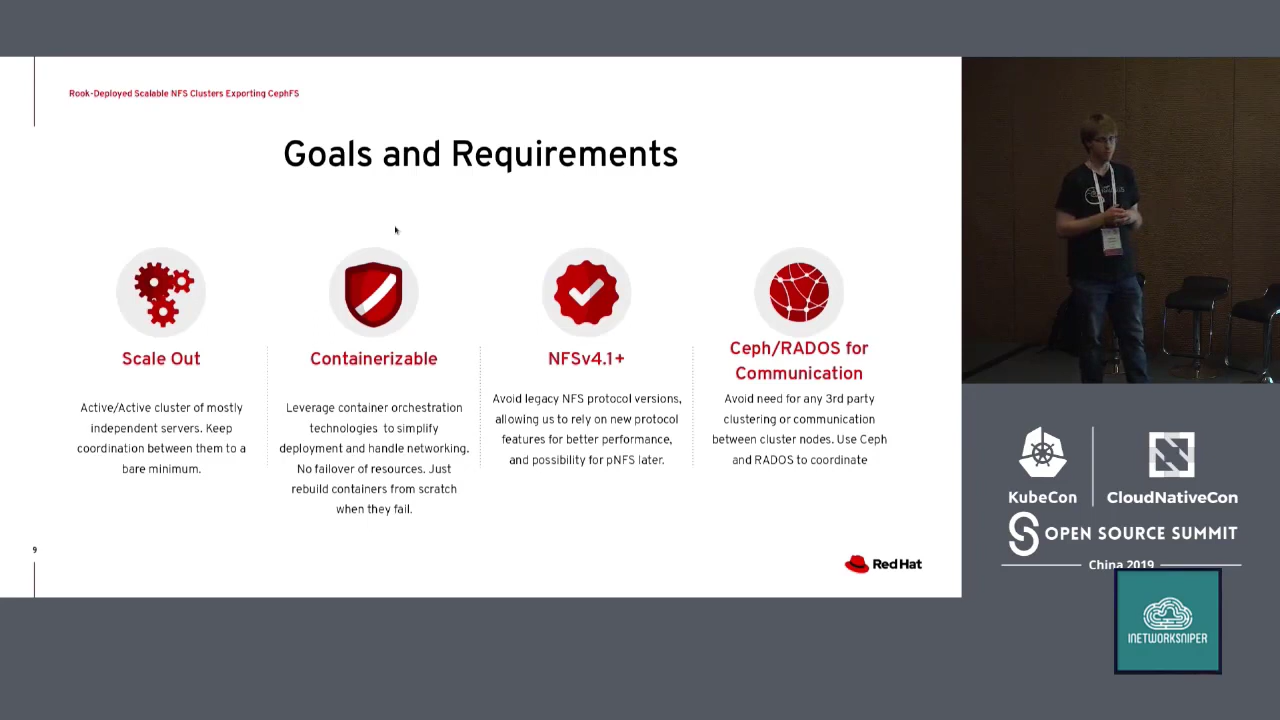 Rook-Deployed Scalable NFS Clusters Exporting CephFS
Goals and Requirements
Scale Out
Active/Active cluster of mostly
independent servers. Keep
coordination between them to a
bare minimum.
Containerizable
Leverage container orchestration
technologies to simplify
deployment and handle networking.
No failover of resources. Just
rebuild containers from scratch
when they fail.
NFSv4.1+
Avoid legacy NFS protocol versions,
allowing us to rely on new protocol
features for better performance,
and possibility for pNFS later.
Ceph/RADOS for
Communication
Avoid need for any 3rd party
clustering or communication
between cluster nodes. Use Ceph
and RADOS to coordinate
9
Red Hat
KubeCon
CloudNativeCon
OPEN SOURCE SUMMIT
China 2019
INETWORKSNIPER